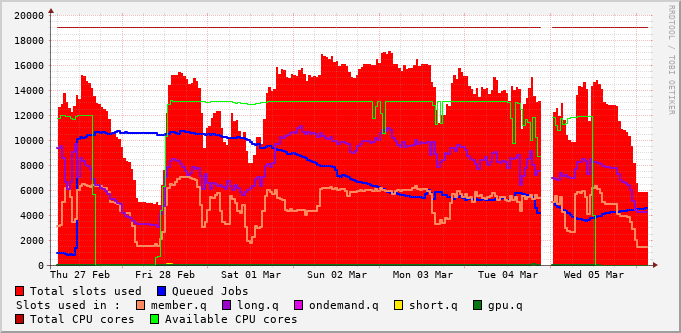 20000
18000
16000
14000
12000
10000
8000
6000
4000
2000
0
Thu 27 Feb Fri 28 Feb Sat 01 Mar Sun 02 Mar Mon 03 Mar Tue 04 Mar Wed 05 Mar
Total slots used Queued Jobs
Slots used in : member.q long.q ondemand.q short.q gpu.q
Total CPU cores Available CPU cores
RRDTOOL / TOBI OETIKER